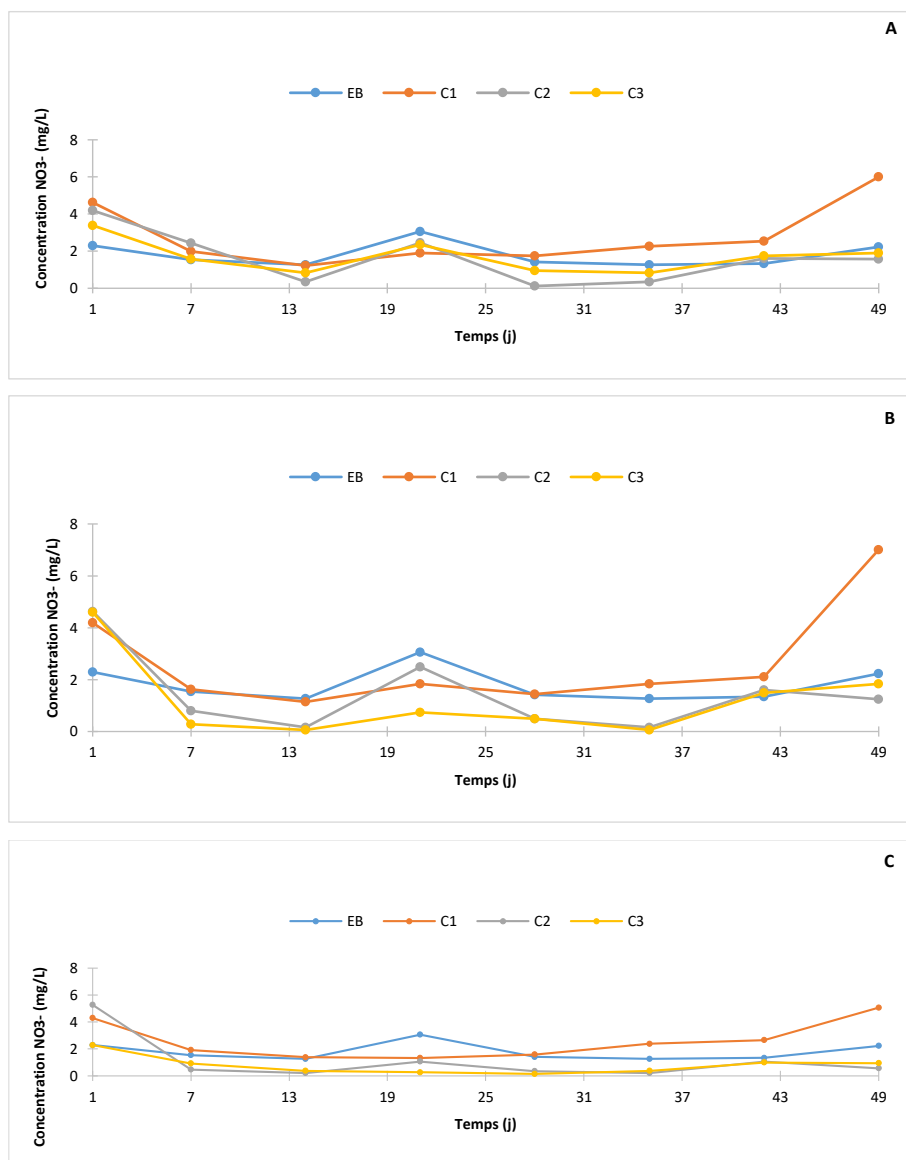 A
EB C1 C2 C3
Concentration NO3- (mg/L)
8
6
4
2
0
1 7 13 19 25 31 37 43 49
Temps (j)
B
EB C1 C2 C3
Concentration NO3- (mg/L)
8
6
4
2
0
1 7 13 19 25 31 37 43 49
Temps (j)
C
EB C1 C2 C3
Concentration NO3- (mg/L)
8
6
4
2
0
1 7 13 19 25 31 37 43 49
Temps (j)